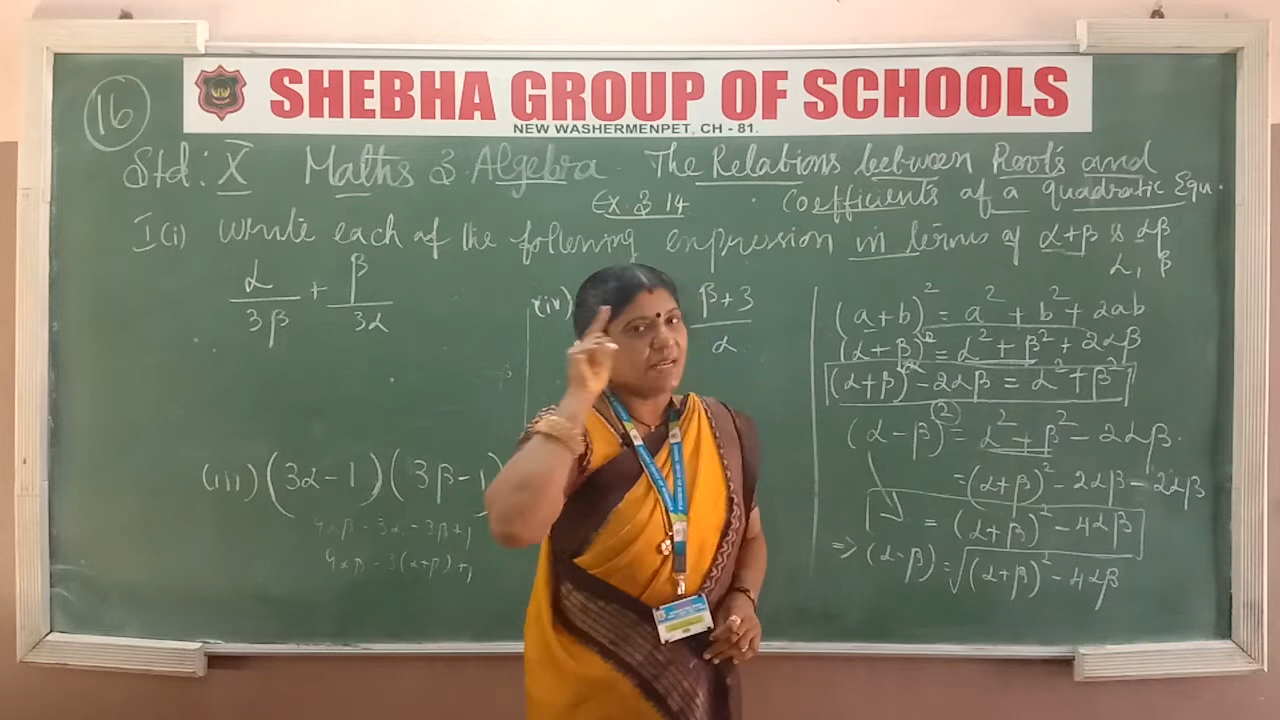 SHEBHA GROUP OF SCHOOLS
NEW WASHERMENPET, CH - 81.
16
Std : X Maths 3. Algebra. The Relations between Roots and
Ex. 3.14 Coefficients of a quadratic Equ.
I (i) write each of the following expression in terms of α+β & αβ
α, β
α/3β + β/3α
(iv) β+3/α
(a+b)² = a² + b² + 2ab
(α+β)² = α² + β² + 2αβ
(α+β)² - 2αβ = α² + β²
(α-β)² = α² + β² - 2αβ.
= (α+β)² - 2αβ - 2αβ
= (α+β)² - 4αβ
=> (α-β) = √(α+β)² - 4αβ
(iii) (3α-1)(3β-1)
9αβ - 3α - 3β + 1
9αβ - 3(α+β) + 1